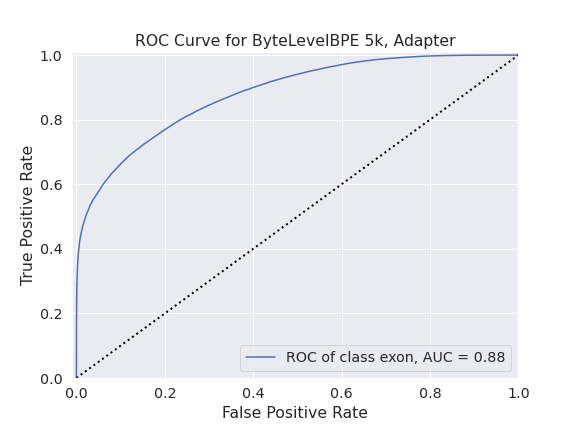 ROC Curve for ByteLevelBPE 5k, Adapter
True Positive Rate
1.0
0.8
0.6
0.4
0.2
0.0
ROC of class exon, AUC = 0.88
0.0 0.2 0.4 0.6 0.8 1.0
False Positive Rate